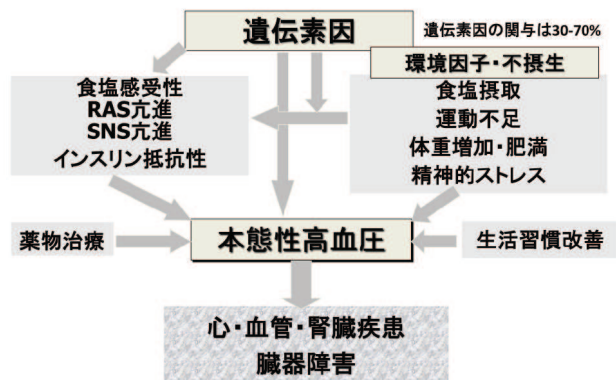 遺伝素因
遺伝素因の関与は30-70%
環境因子・不摂生
食塩感受性
RAS亢進
SNS亢進
インスリン抵抗性
食塩摂取
運動不足
体重増加・肥満
精神的ストレス
薬物治療
本態性高血圧
生活習慣改善
心・血管・腎臓疾患
臓器障害